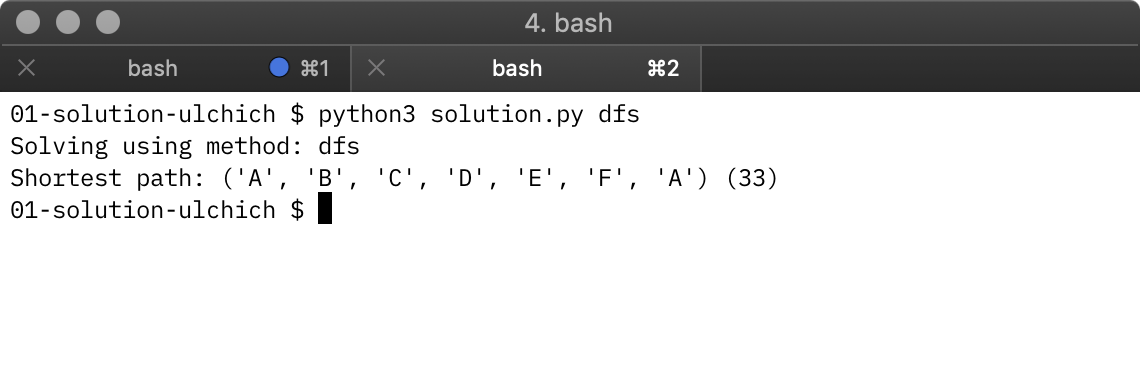 4. bash
bash ⌘1 bash ⌘2
01-solution-ulchich $ python3 solution.py dfs
Solving using method: dfs
Shortest path: ('A', 'B', 'C', 'D', 'E', 'F', 'A') (33)
01-solution-ulchich $